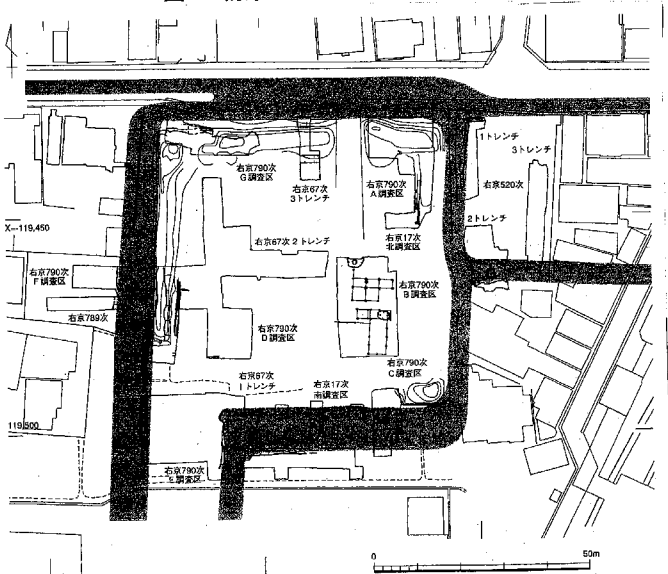 1トレンチ
3トレンチ
右京790次
G調査区
右京67次
3トレンチ
右京790次
A調査区
右京520次
2トレンチ
右京17次
北調査区
X-119,450
右京67次 2トレンチ
右京790次
F調査区
右京790次
B調査区
右京789次
右京790次
D調査区
右京790次
C調査区
右京67次
1トレンチ
右京17次
南調査区
119,500
右京790次
E調査区
0
50m